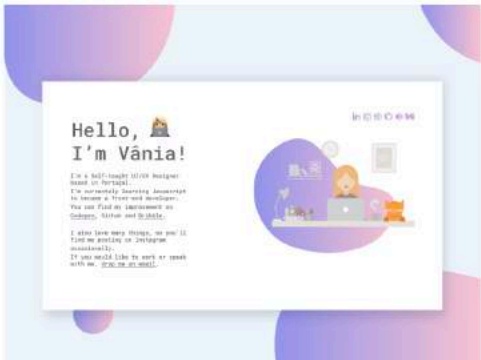 Hello,
I'm Vânia!
I'm a Self-taught UI/UX Designer
based in Portugal.
I'm currently learning Javascript
to become a front-end developer.
You can find my improvement on
Codepen, Github and Dribble.
I also love many things, so you'll
find me posting on Instagram
occasionally.
If you would like to work or speak
with me, drop me an email.